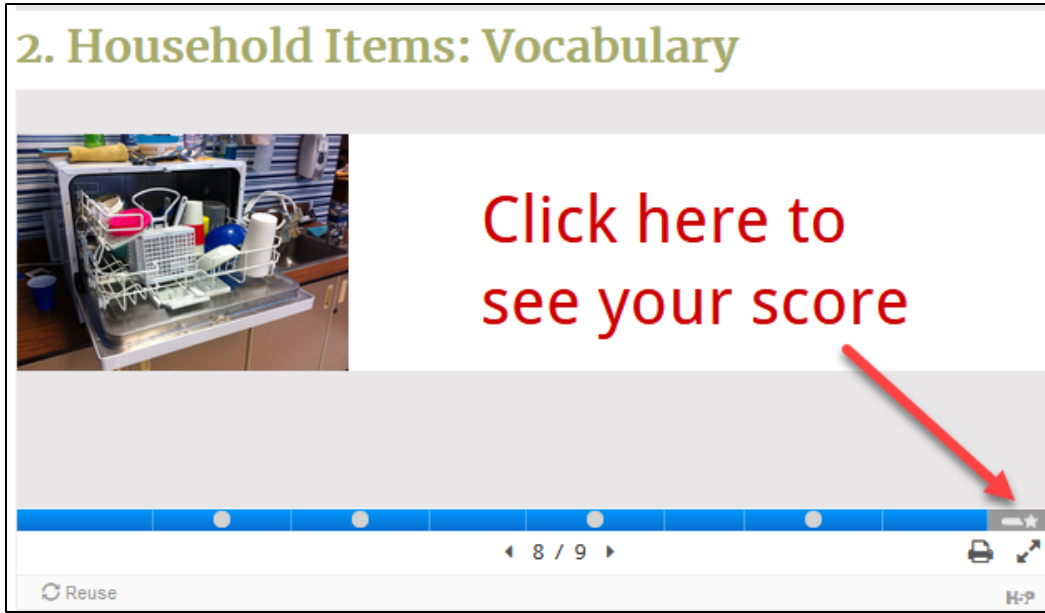 2. Household Items: Vocabulary
Click here to
see your score
8 / 9
Reuse
H-P